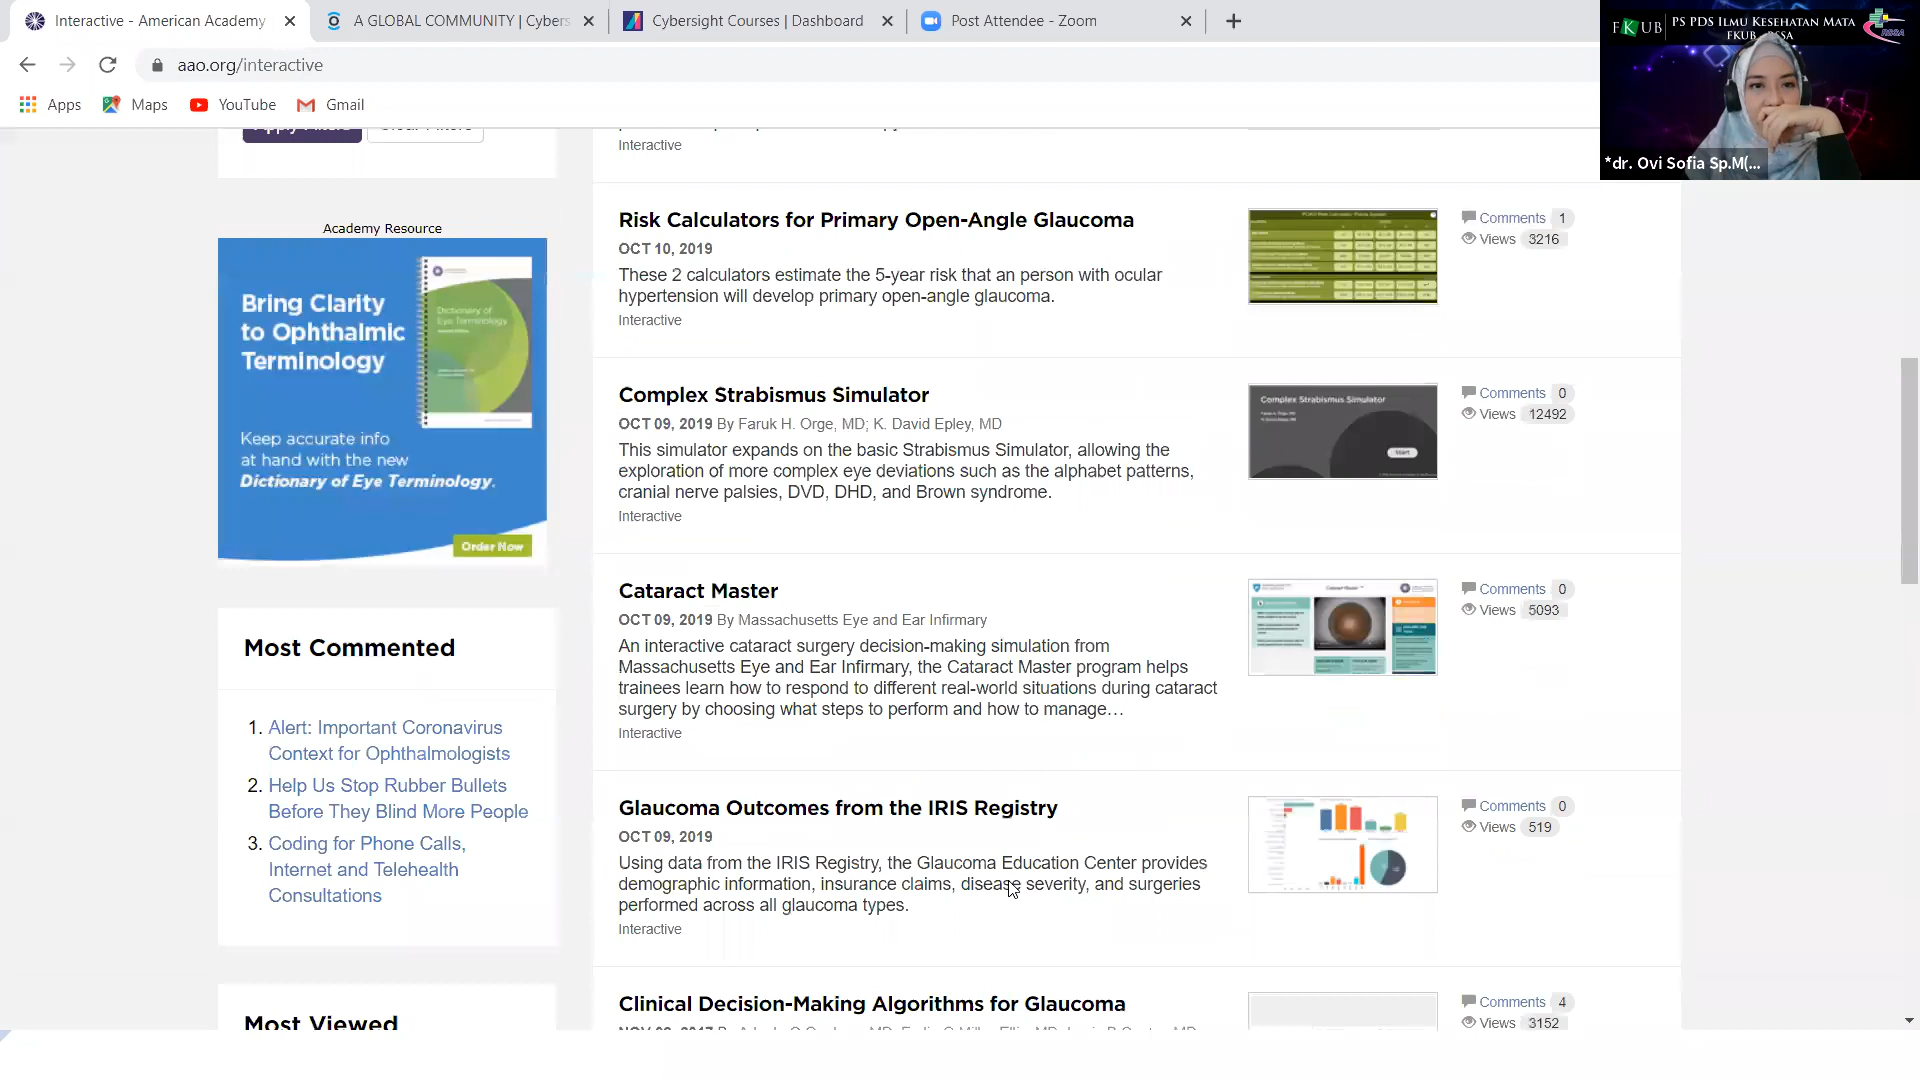 Interactive - American Academy
A GLOBAL COMMUNITY | Cybers
Cybersight Courses | Dashboard
Post Attendee - Zoom
aao.org/interactive
Apps
Maps
YouTube
Gmail
FKUB
PS PDS Ilmu Kesehatan Mata
*dr. Ovi Sofia Sp.M(...
Apply Filters
Clear Filters
Interactive
Academy Resource
Bring Clarity
to Ophthalmic
Terminology
Dictionary of
Eye Terminology
Keep accurate info
at hand with the new
Dictionary of Eye Terminology.
Order Now
Most Commented
1. Alert: Important Coronavirus
Context for Ophthalmologists
2. Help Us Stop Rubber Bullets
Before They Blind More People
3. Coding for Phone Calls,
Internet and Telehealth
Consultations
Most Viewed
Risk Calculators for Primary Open-Angle Glaucoma
OCT 10, 2019
These 2 calculators estimate the 5-year risk that an person with ocular
hypertension will develop primary open-angle glaucoma.
Interactive
Comments 1
Views 3216
Complex Strabismus Simulator
OCT 09, 2019 By Faruk H. Orge, MD; K. David Epley, MD
This simulator expands on the basic Strabismus Simulator, allowing the
exploration of more complex eye deviations such as the alphabet patterns,
cranial nerve palsies, DVD, DHD, and Brown syndrome.
Interactive
Complex Strabismus Simulator
Start
Comments 0
Views 12492
Cataract Master
OCT 09, 2019 By Massachusetts Eye and Ear Infirmary
An interactive cataract surgery decision-making simulation from
Massachusetts Eye and Ear Infirmary, the Cataract Master program helps
trainees learn how to respond to different real-world situations during cataract
surgery by choosing what steps to perform and how to manage…
Interactive
Comments 0
Views 5093
Glaucoma Outcomes from the IRIS Registry
OCT 09, 2019
Using data from the IRIS Registry, the Glaucoma Education Center provides
demographic information, insurance claims, disease severity, and surgeries
performed across all glaucoma types.
Interactive
Comments 0
Views 519
Clinical Decision-Making Algorithms for Glaucoma
Comments 4
Views 3152